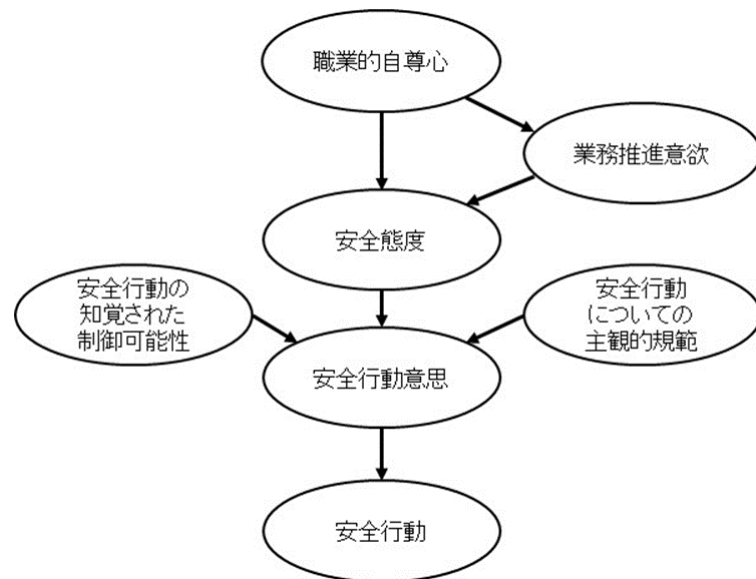 職業的自尊心
業務推進意欲
安全態度
安全行動の
知覚された
制御可能性
安全行動
についての
主観的規範
安全行動意思
安全行動